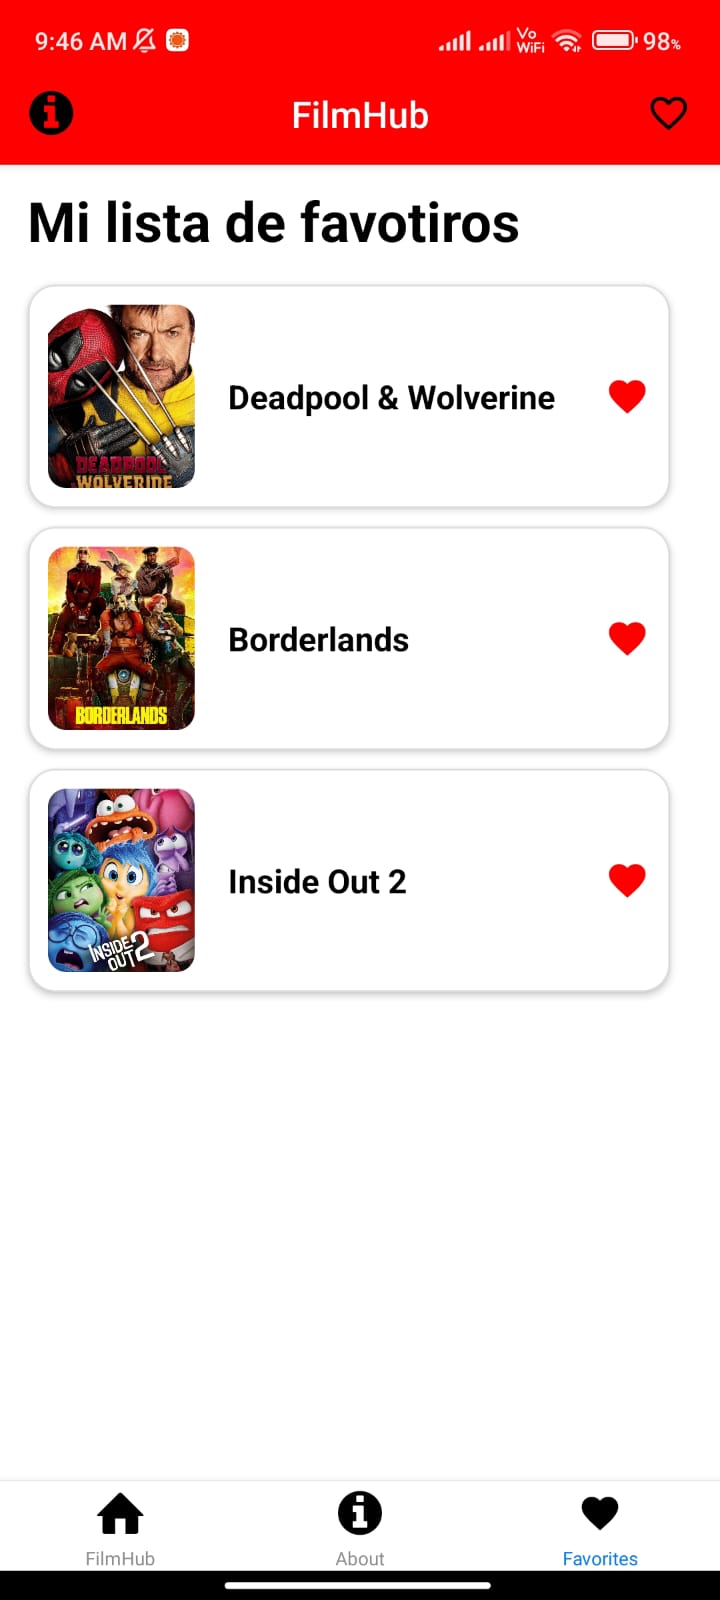 9:46 AM
Vo
WiFi
98%
FilmHub
Mi lista de favotiros
DEADPOOL
WOLVERINE
Deadpool & Wolverine
BORDERLANDS
Borderlands
INSIDE
OUT 2
Inside Out 2
FilmHub
About
Favorites